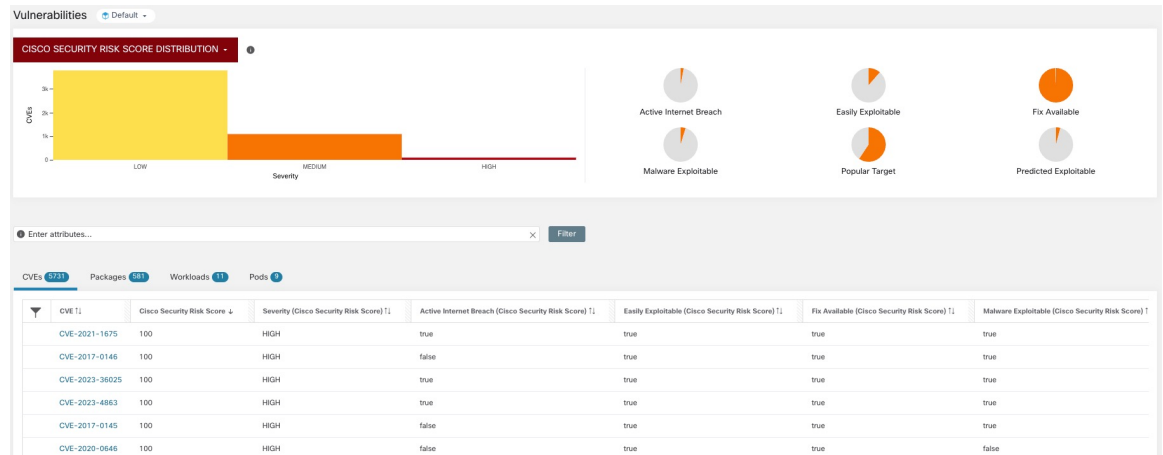 Vulnerabilities Default
CISCO SECURITY RISK SCORE DISTRIBUTION
3k
2k
1k
0
CVEs
LOW MEDIUM HIGH
Severity
Active Internet Breach Easily Exploitable Fix Available
Malware Exploitable Popular Target Predicted Exploitable
Enter attributes... × Filter
CVEs 5731 Packages 581 Workloads 11 Pods 9
CVE ↑↓ Cisco Security Risk Score ↓ Severity (Cisco Security Risk Score) ↑↓ Active Internet Breach (Cisco Security Risk Score) ↑↓ Easily Exploitable (Cisco Security Risk Score) ↑↓ Fix Available (Cisco Security Risk Score) ↑↓ Malware Exploitable (Cisco Security Risk Score) ↑
CVE-2021-1675 100 HIGH true true true true
CVE-2017-0146 100 HIGH false true true true
CVE-2023-36025 100 HIGH true true true true
CVE-2023-4863 100 HIGH true true true true
CVE-2017-0145 100 HIGH false true true true
CVE-2020-0646 100 HIGH false true true false